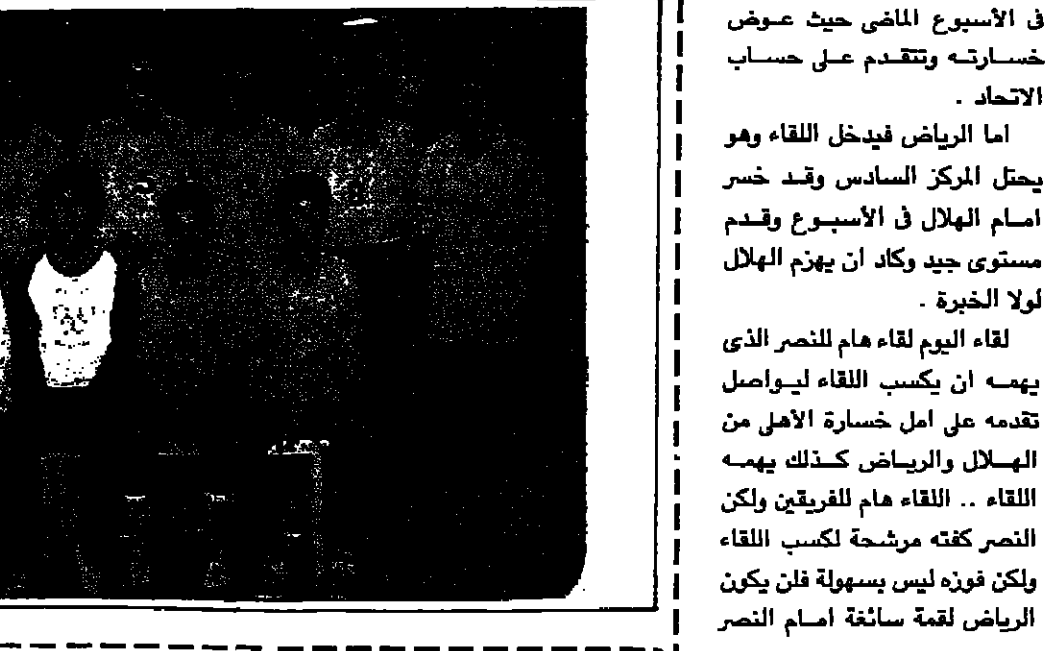 فى الأسبوع الماضى حيث عوض
خسارته وتتقدم على حساب
الاتحاد .
اما الرياض فيدخل اللقاء وهو
يحتل المركز السادس وقد خسر
امام الهلال فى الأسبوع وقدم
مستوى جيد وكاد ان يهزم الهلال
لولا الخبرة .
لقاء اليوم لقاء هام للنصر الذى
يهمه ان يكسب اللقاء ليواصل
تقدمه على امل خسارة الأهلى من
الهلال والرياض كذلك يهمه
اللقاء .. اللقاء هام للفريقين ولكن
النصر كفته مرشحة لكسب اللقاء
ولكن فوزه ليس بسهولة فلن يكون
الرياض لقمة سائغة امام النصر